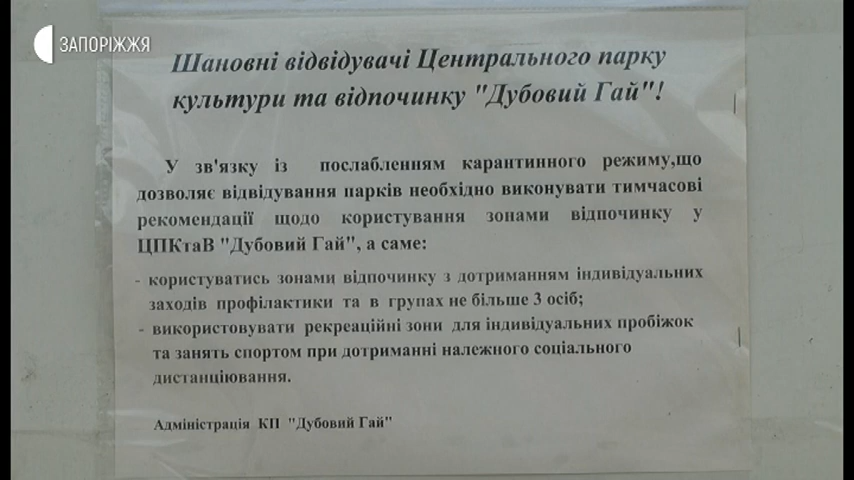 ЗАПОРІЖЖЯ
Шановні відвідувачі Центрального парку
культури та відпочинку "Дубовий Гай"!
У зв'язку із послабленням карантинного режиму,що
дозволяє відвідування парків необхідно виконувати тимчасові
рекомендації щодо користування зонами відпочинку у
ЦПКтаВ "Дубовий Гай", а саме:
- користуватись зонами відпочинку з дотриманням індивідуальних
заходів профілактики та в групах не більше 3 осіб;
- використовувати рекреаційні зони для індивідуальних пробіжок
та занять спортом при дотриманні належного соціального
дистанціювання.
Адміністрація КП "Дубовий Гай"